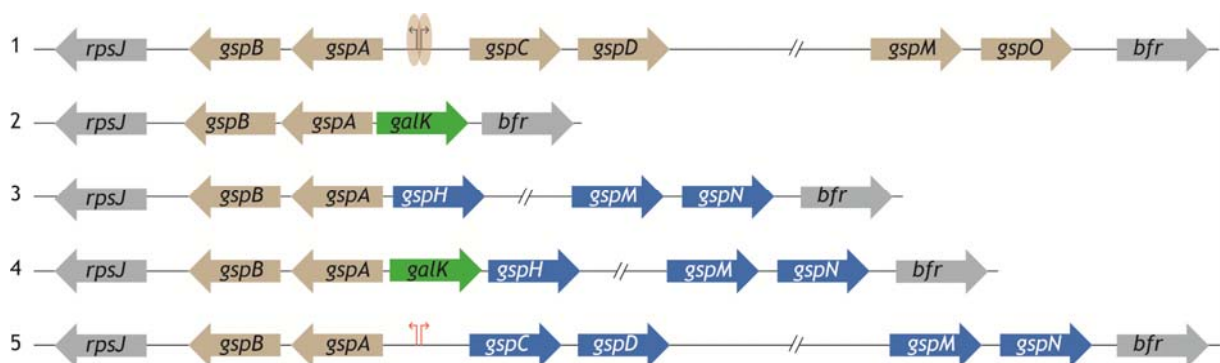 1 rpsJ gspB gspA gspC gspD // gspM gspO bfr
2 rpsJ gspB gspA galK bfr
3 rpsJ gspB gspA gspH // gspM gspN bfr
4 rpsJ gspB gspA galK gspH // gspM gspN bfr
5 rpsJ gspB gspA gspC gspD // gspM gspN bfr